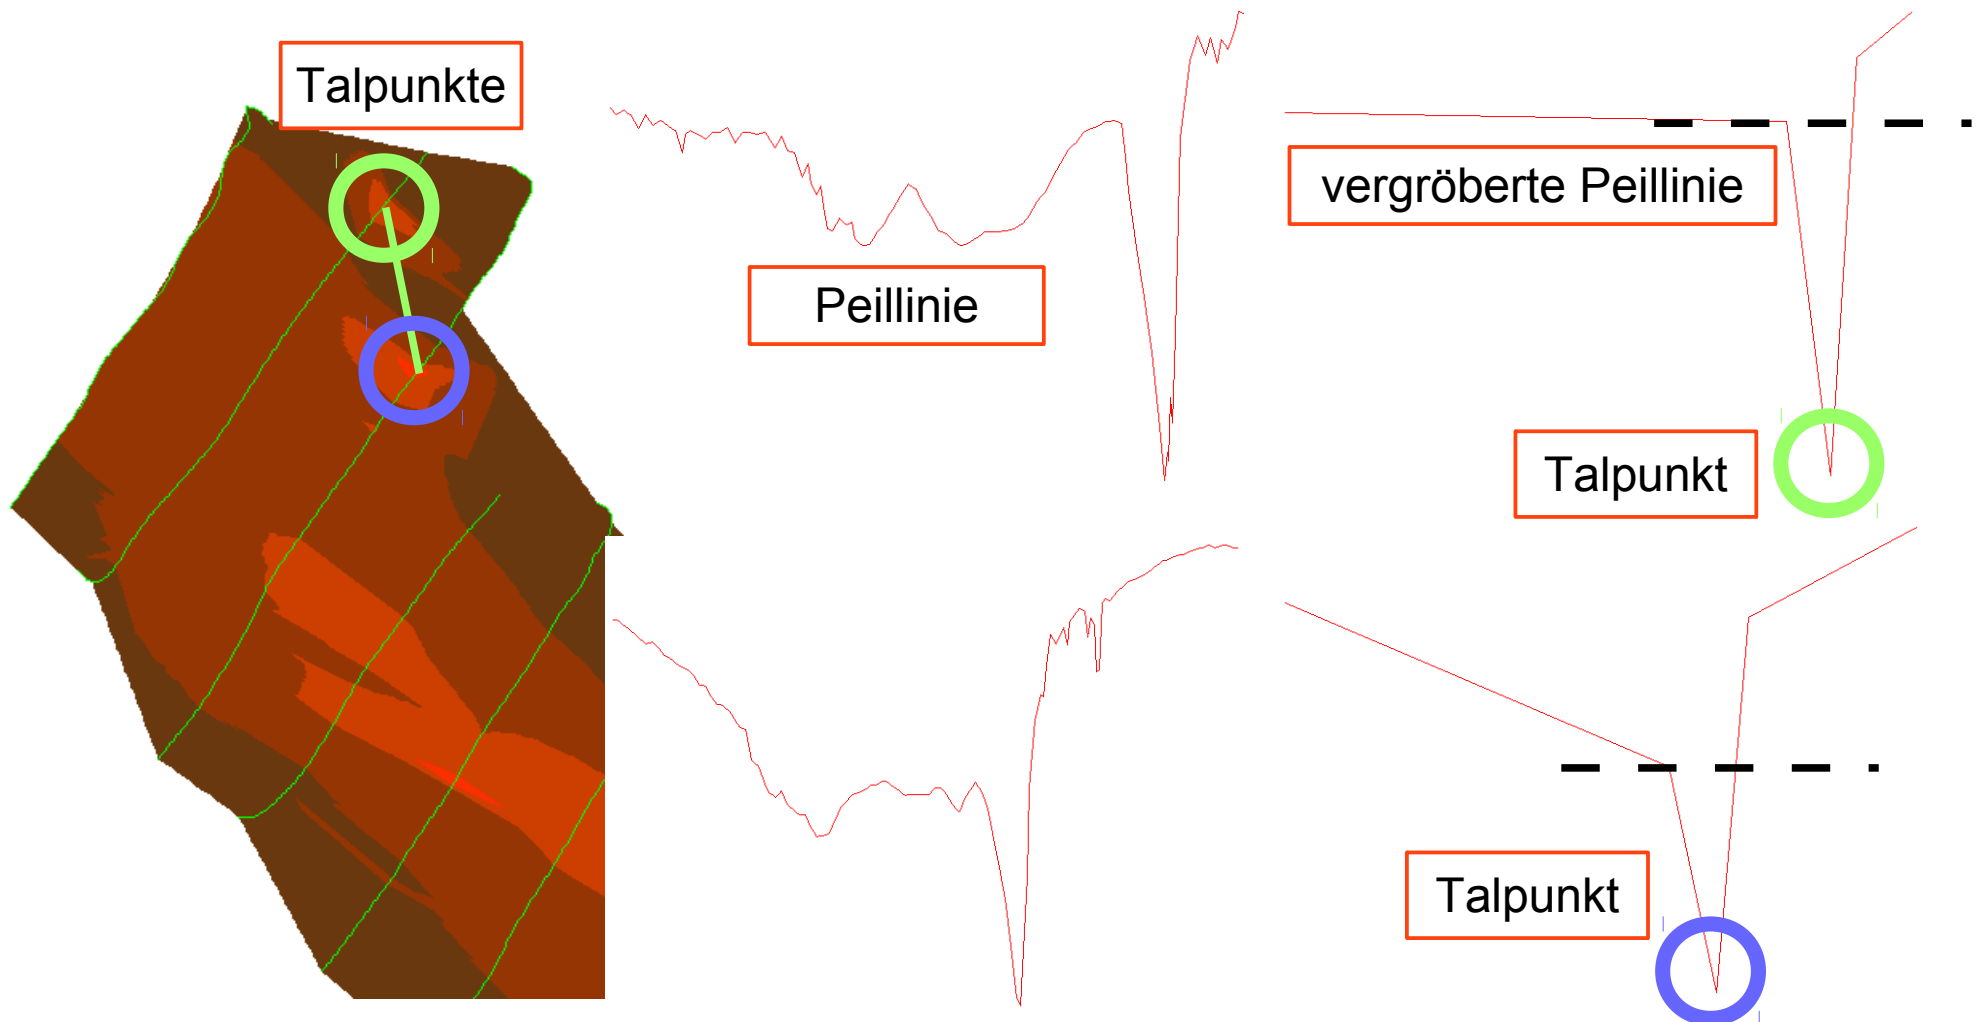 Talpunkte
Peillinie
vergröberte Peillinie
Talpunkt
Talpunkt